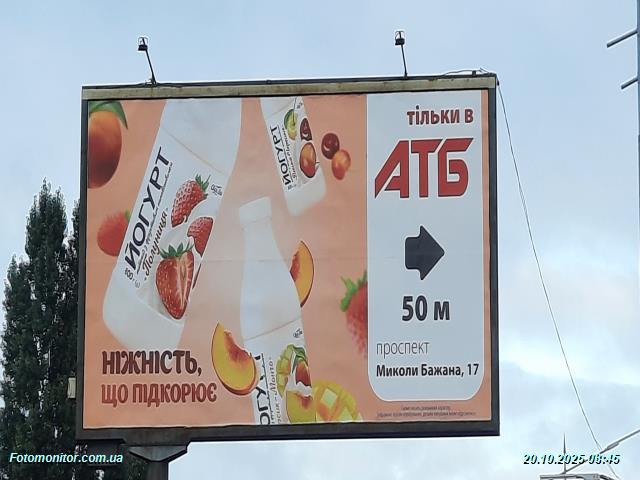 тільки в
АТБ
50 м
проспект
Миколи Бажана, 17
ЙОГУРТ
Полуниця
ЙОГУРТ
ЙОГУРТ
Манго
НІЖНІСТЬ,
ЩО ПІДКОРЮЄ
Fotomonitor.com.ua
20.10.2025 08:45